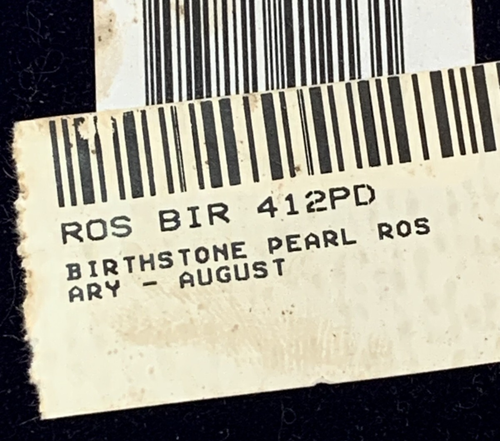 ROS BIR 412PD
BIRTHSTONE PEARL ROS
ARY - AUGUST